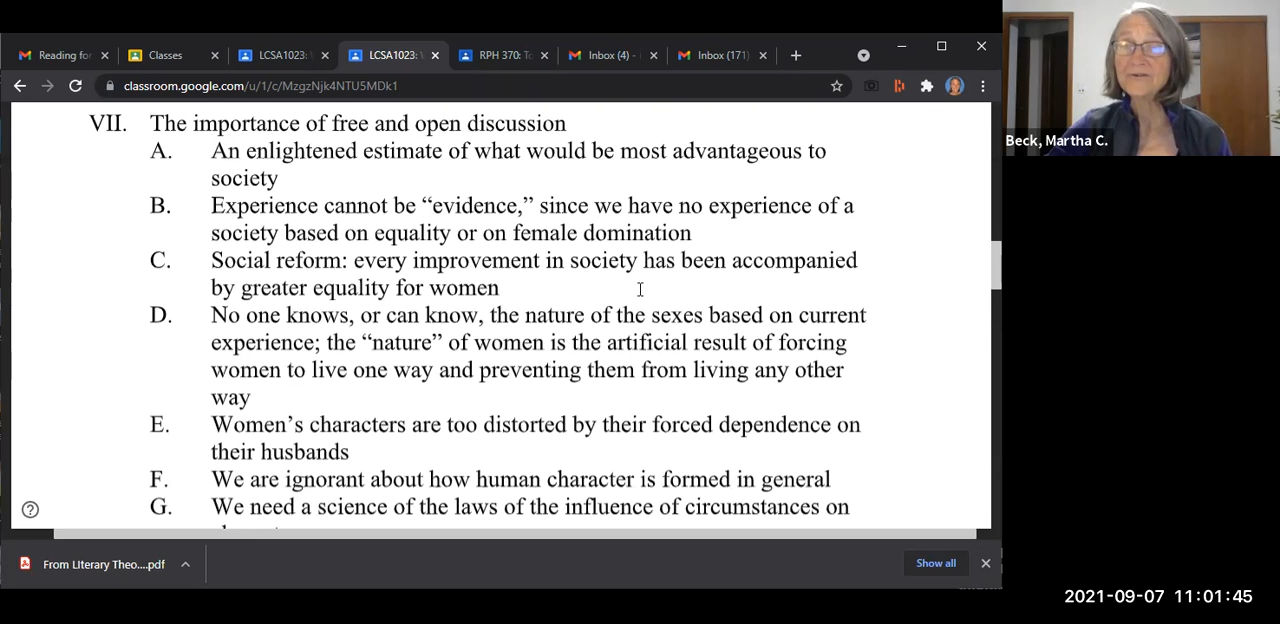 Reading for
Classes
LCSA1023:
LCSA1023:
RPH 370:
Inbox (4) -
Inbox (171)
classroom.google.com/u/1/c/MzgzNjk4NTU5MDk1
VII. The importance of free and open discussion
A. An enlightened estimate of what would be most advantageous to
society
B. Experience cannot be “evidence,” since we have no experience of a
society based on equality or on female domination
C. Social reform: every improvement in society has been accompanied
by greater equality for women
D. No one knows, or can know, the nature of the sexes based on current
experience; the “nature” of women is the artificial result of forcing
women to live one way and preventing them from living any other
way
E. Women’s characters are too distorted by their forced dependence on
their husbands
F. We are ignorant about how human character is formed in general
G. We need a science of the laws of the influence of circumstances on
From LIterary Theo....pdf
Show all
Beck, Martha C.
2021-09-07 11:01:45